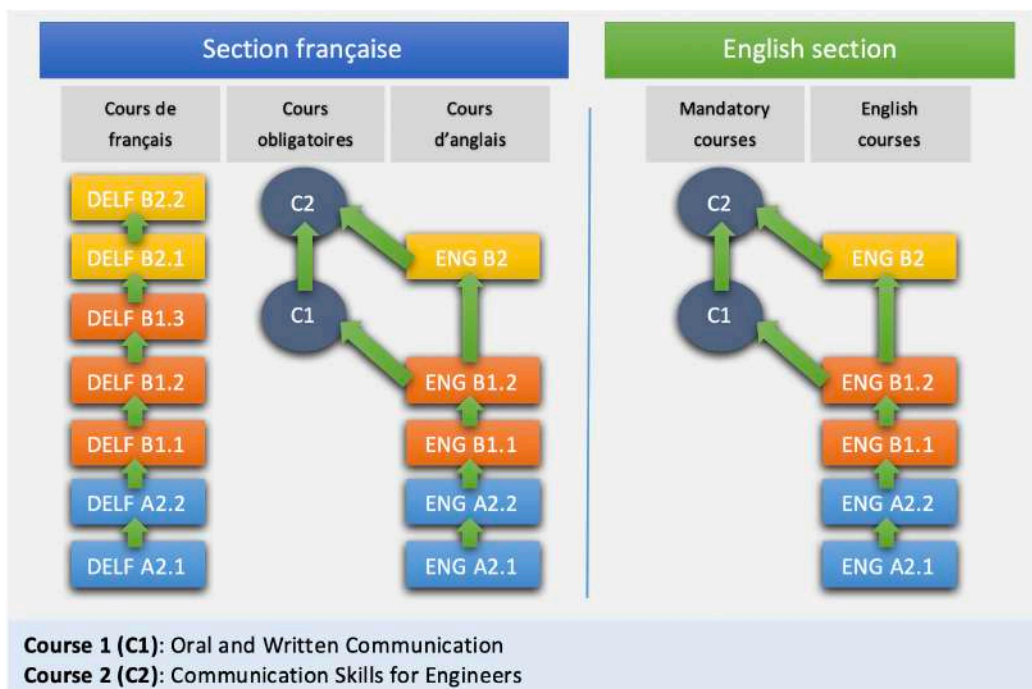 Section française
English section
Cours de
français
Cours
obligatoires
Cours
d'anglais
Mandatory
courses
English
courses
DELF B2.2
DELF B2.1
DELF B1.3
DELF B1.2
DELF B1.1
DELF A2.2
DELF A2.1
C2
C1
ENG B2
ENG B1.2
ENG B1.1
ENG A2.2
ENG A2.1
C2
C1
ENG B2
ENG B1.2
ENG B1.1
ENG A2.2
ENG A2.1
Course 1 (C1): Oral and Written Communication
Course 2 (C2): Communication Skills for Engineers